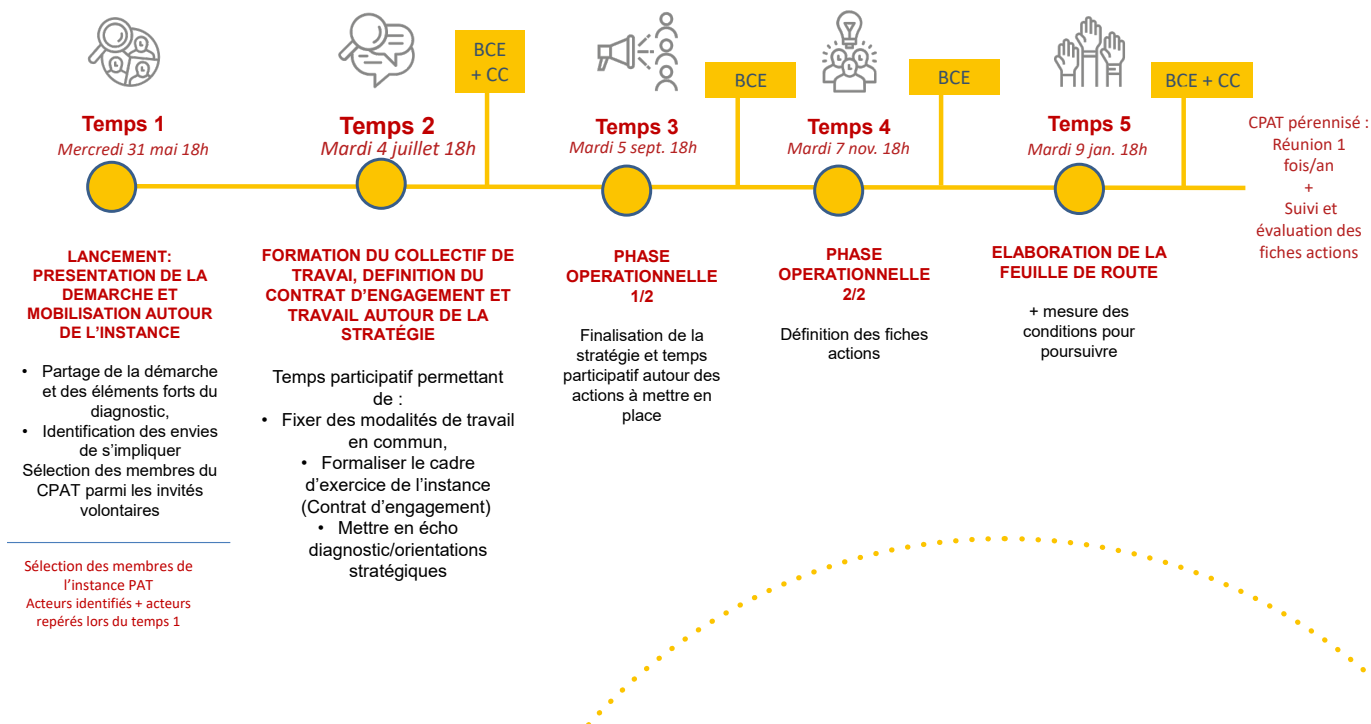 Temps 1
Mercredi 31 mai 18h
LANCEMENT:
PRESENTATION DE LA
DEMARCHE ET
MOBILISATION AUTOUR
DE L'INSTANCE
• Partage de la démarche
et des éléments forts du
diagnostic,
• Identification des envies
de s'impliquer
Sélection des membres du
CPAT parmi les invités
volontaires
Sélection des membres de
l'instance PAT
Acteurs identifiés + acteurs
repérés lors du temps 1
Temps 2
Mardi 4 juillet 18h
FORMATION DU COLLECTIF DE
TRAVAI, DEFINITION DU
CONTRAT D'ENGAGEMENT ET
TRAVAIL AUTOUR DE LA
STRATÉGIE
Temps participatif permettant
de :
• Fixer des modalités de travail
en commun,
• Formaliser le cadre
d'exercice de l'instance
(Contrat d'engagement)
• Mettre en écho
diagnostic/orientations
stratégiques
BCE
+ CC
Temps 3
Mardi 5 sept. 18h
PHASE
OPERATIONNELLE
1/2
Finalisation de la
stratégie et temps
participatif autour des
actions à mettre en
place
BCE
Temps 4
Mardi 7 nov. 18h
PHASE
OPERATIONNELLE
2/2
Définition des fiches
actions
BCE
Temps 5
Mardi 9 jan. 18h
ELABORATION DE LA
FEUILLE DE ROUTE
+ mesure des
conditions pour
poursuivre
BCE + CC
CPAT pérennisé :
Réunion 1
fois/an
+
Suivi et
évaluation des
fiches actions